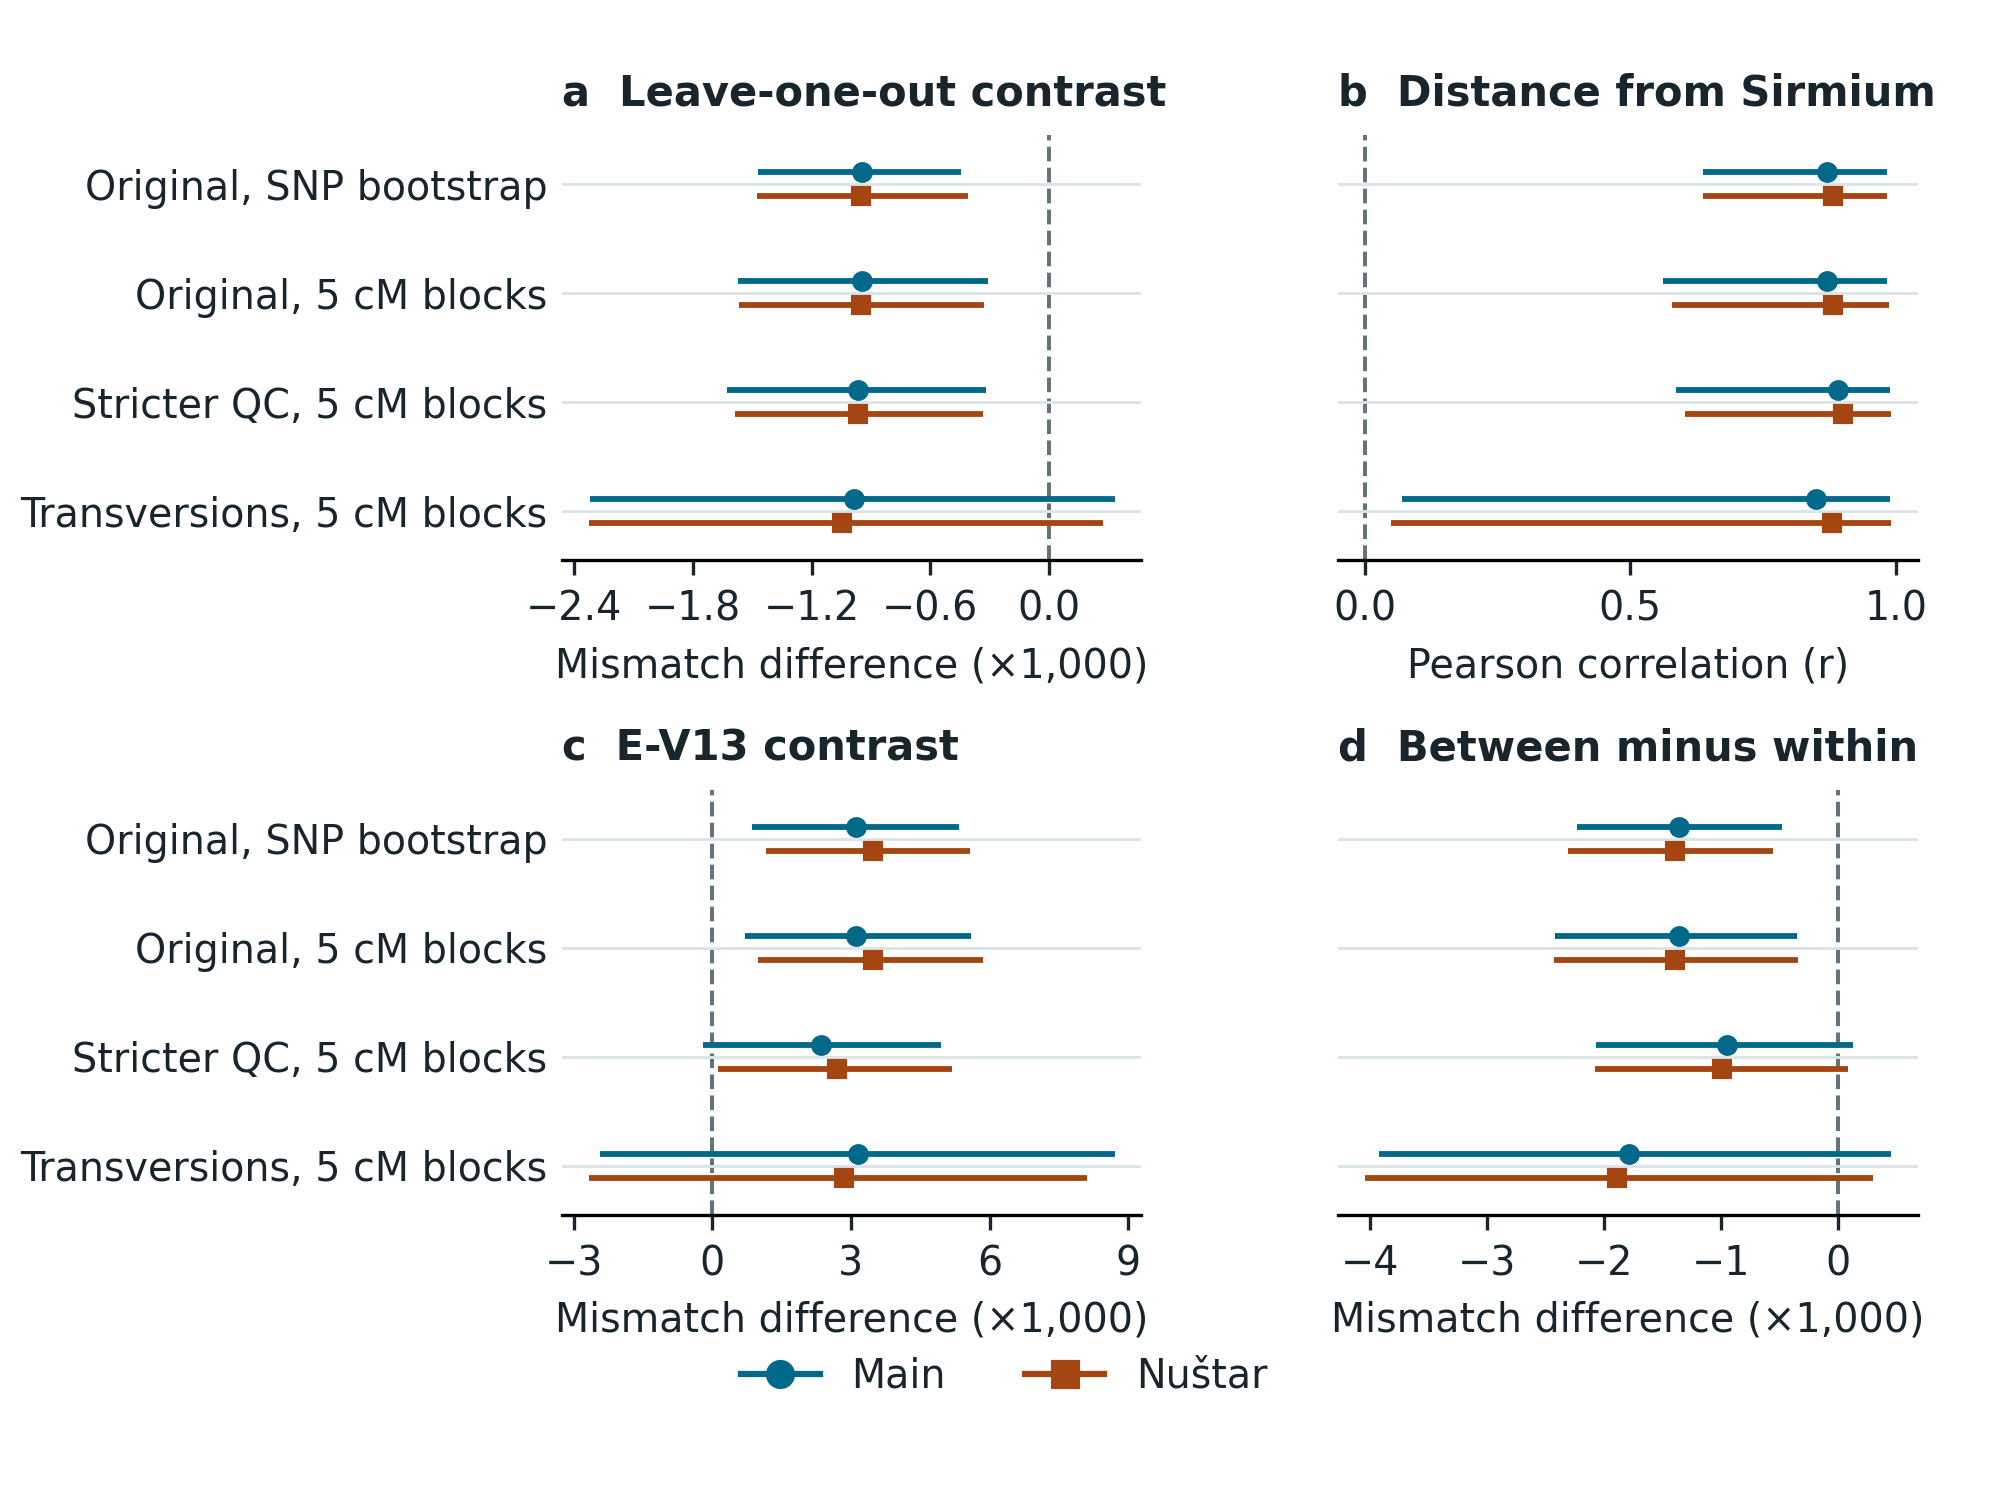 a Leave-one-out contrast
Original, SNP bootstrap
Original, 5 cM blocks
Stricter QC, 5 cM blocks
Transversions, 5 cM blocks
−2.4 −1.8 −1.2 −0.6 0.0
Mismatch difference (×1,000)
b Distance from Sirmium
0.0 0.5 1.0
Pearson correlation (r)
c E-V13 contrast
Original, SNP bootstrap
Original, 5 cM blocks
Stricter QC, 5 cM blocks
Transversions, 5 cM blocks
−3 0 3 6 9
Mismatch difference (×1,000)
d Between minus within
−4 −3 −2 −1 0
Mismatch difference (×1,000)
Main Nuštar